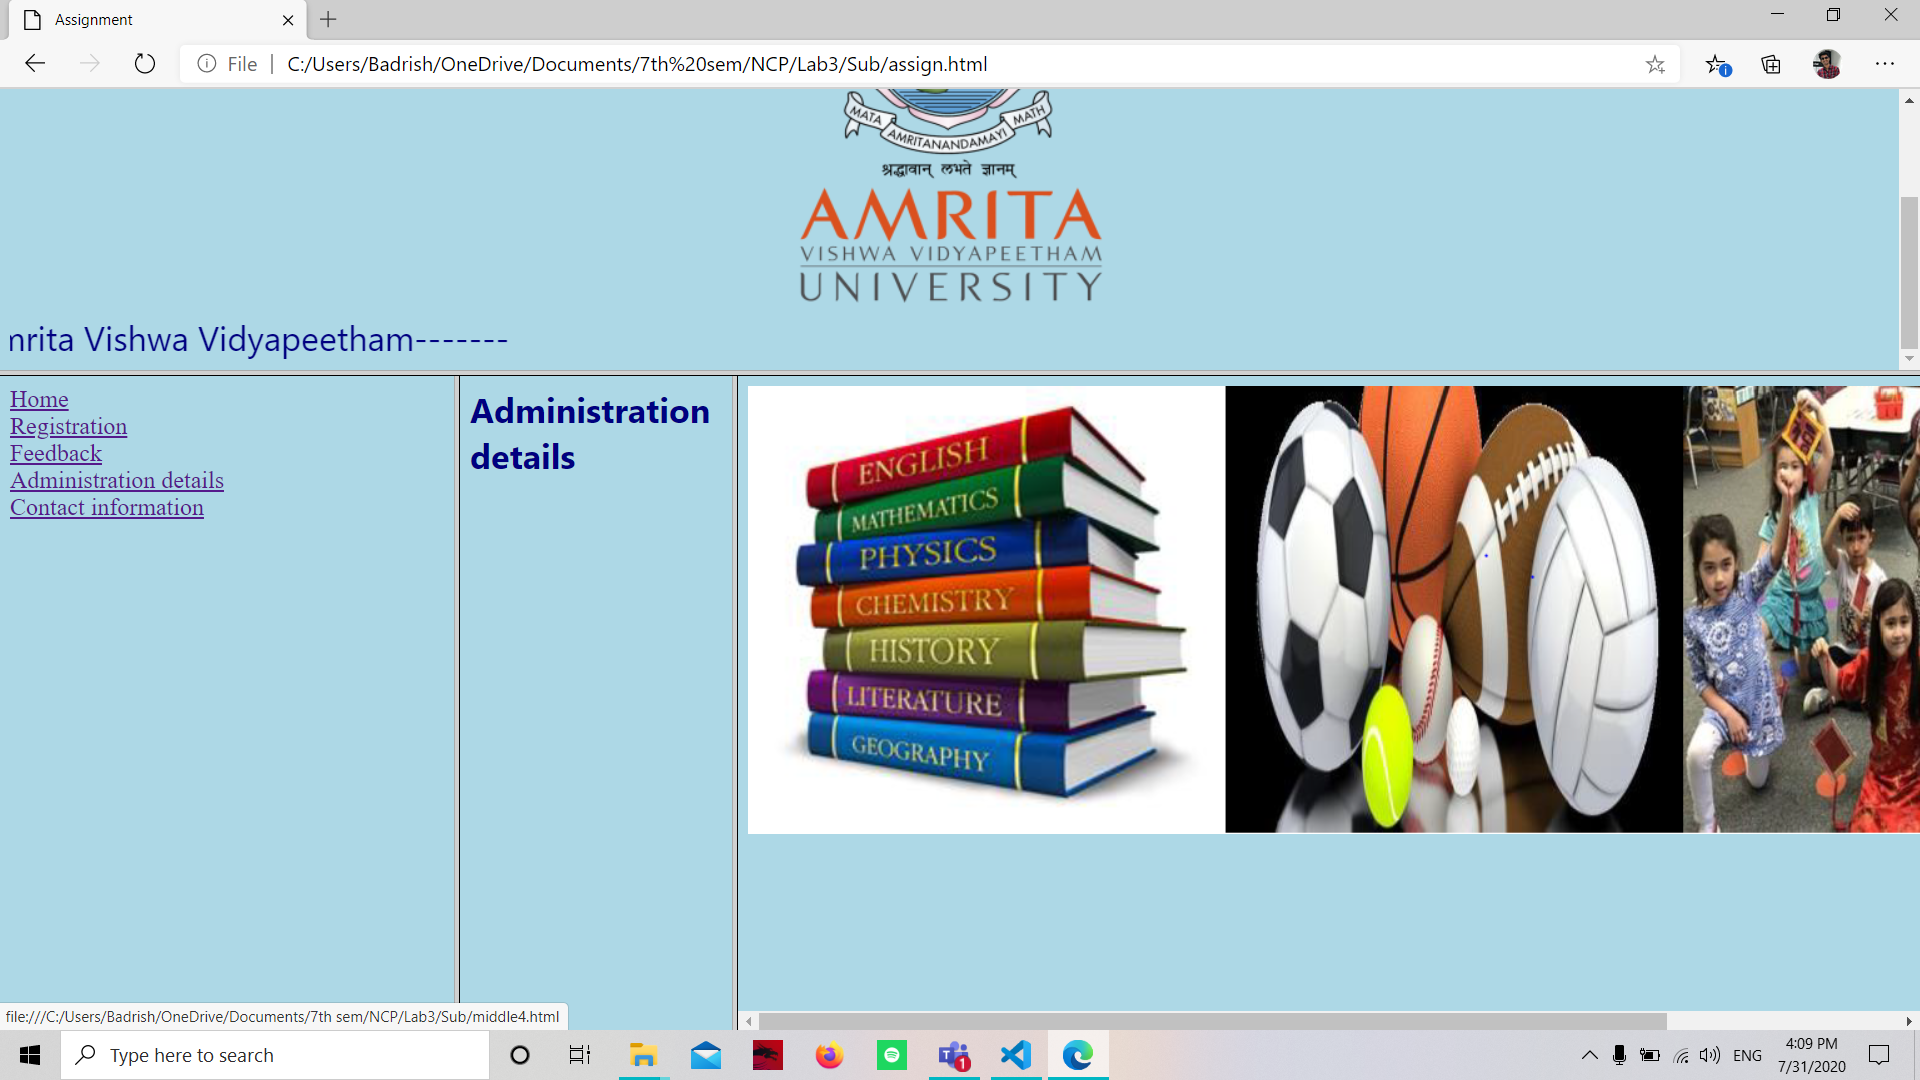 Assignment
File
C:/Users/Badrish/OneDrive/Documents/7th%20sem/NCP/Lab3/Sub/assign.html
MATA AMRITANANDAMAYI MATH
श्रद्धावान् लभते ज्ञानम्
AMRITA
VISHWA VIDYAPEETHAM
UNIVERSITY
mrita Vishwa Vidyapeetham-------
Home
Registration
Feedback
Administration details
Contact information
Administration
details
ENGLISH
MATHEMATICS
PHYSICS
CHEMISTRY
HISTORY
LITERATURE
GEOGRAPHY
file:///C:/Users/Badrish/OneDrive/Documents/7th sem/NCP/Lab3/Sub/middle4.html
Type here to search
1
ENG
4:09 PM
7/31/2020